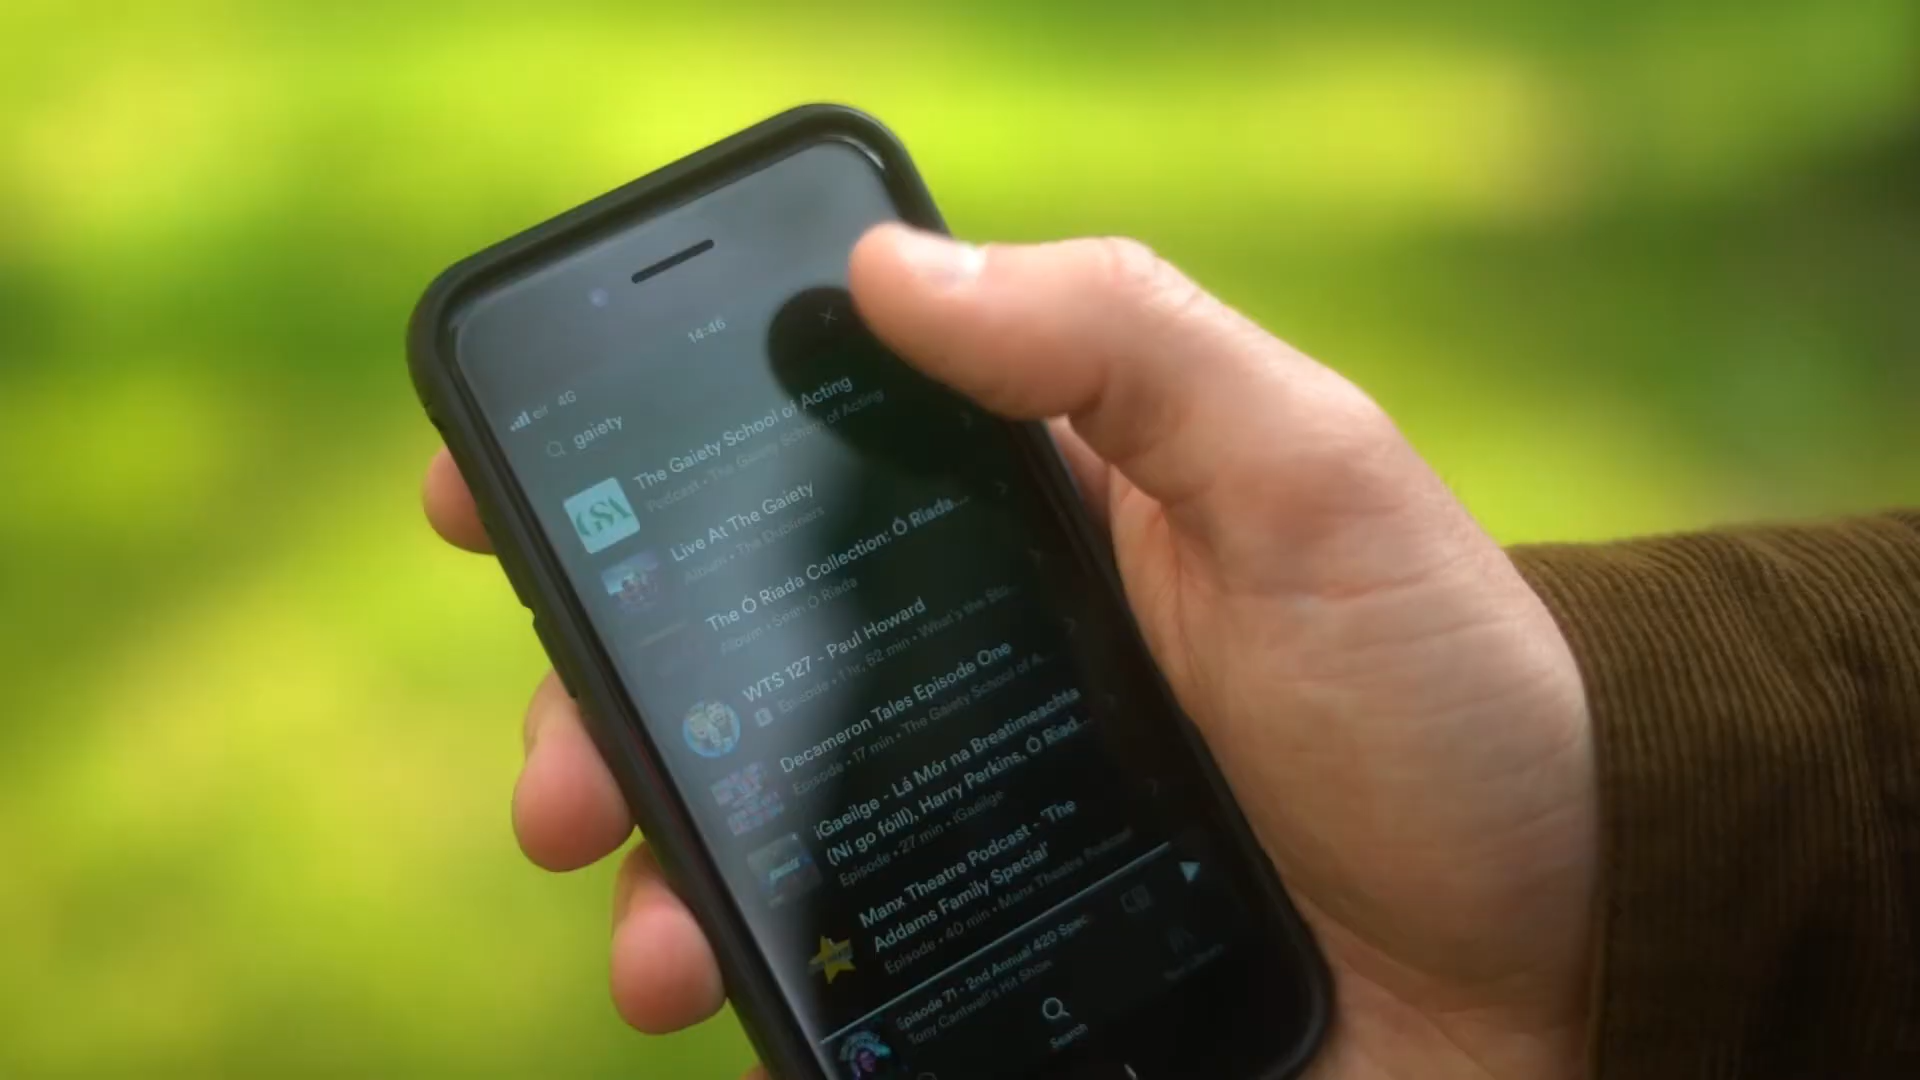 14:46
eir 4G
gaiety
The Gaiety School of Acting
Podcast • The Gaiety School of Acting
GSA
Live At The Gaiety
Album • The Dubliners
The Ó Riada Collection: Ó Riada...
Album • Seán Ó Riada
WTS 127 - Paul Howard
E Episode • 1 hr, 52 min • What's the Sto...
Decameron Tales Episode One
Episode • 17 min • The Gaiety School of A...
iGaeilge - Lá Mór na Breatimeachta
(Ní go fóill), Harry Perkins, Ó Riad...
Episode • 27 min • iGaeilge
Manx Theatre Podcast - 'The
Addams Family Special'
Episode • 40 min • Manx Theatre Podcast
Episode 71 - 2nd Annual 420 Spec
Tony Cantwell's Hit Show
Search